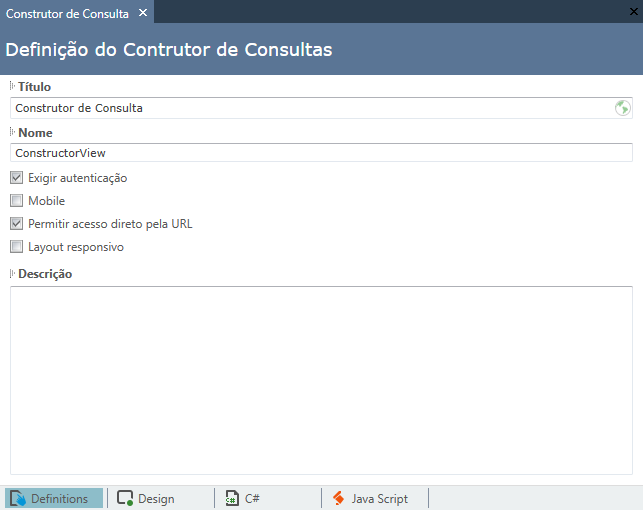 Construtor de Consulta
Definição do Contrutor de Consultas
Título
Construtor de Consulta
Nome
ConstructorView
Exigir autenticação
Mobile
Permitir acesso direto pela URL
Layout responsivo
Descrição
Definitions Design C# Java Script